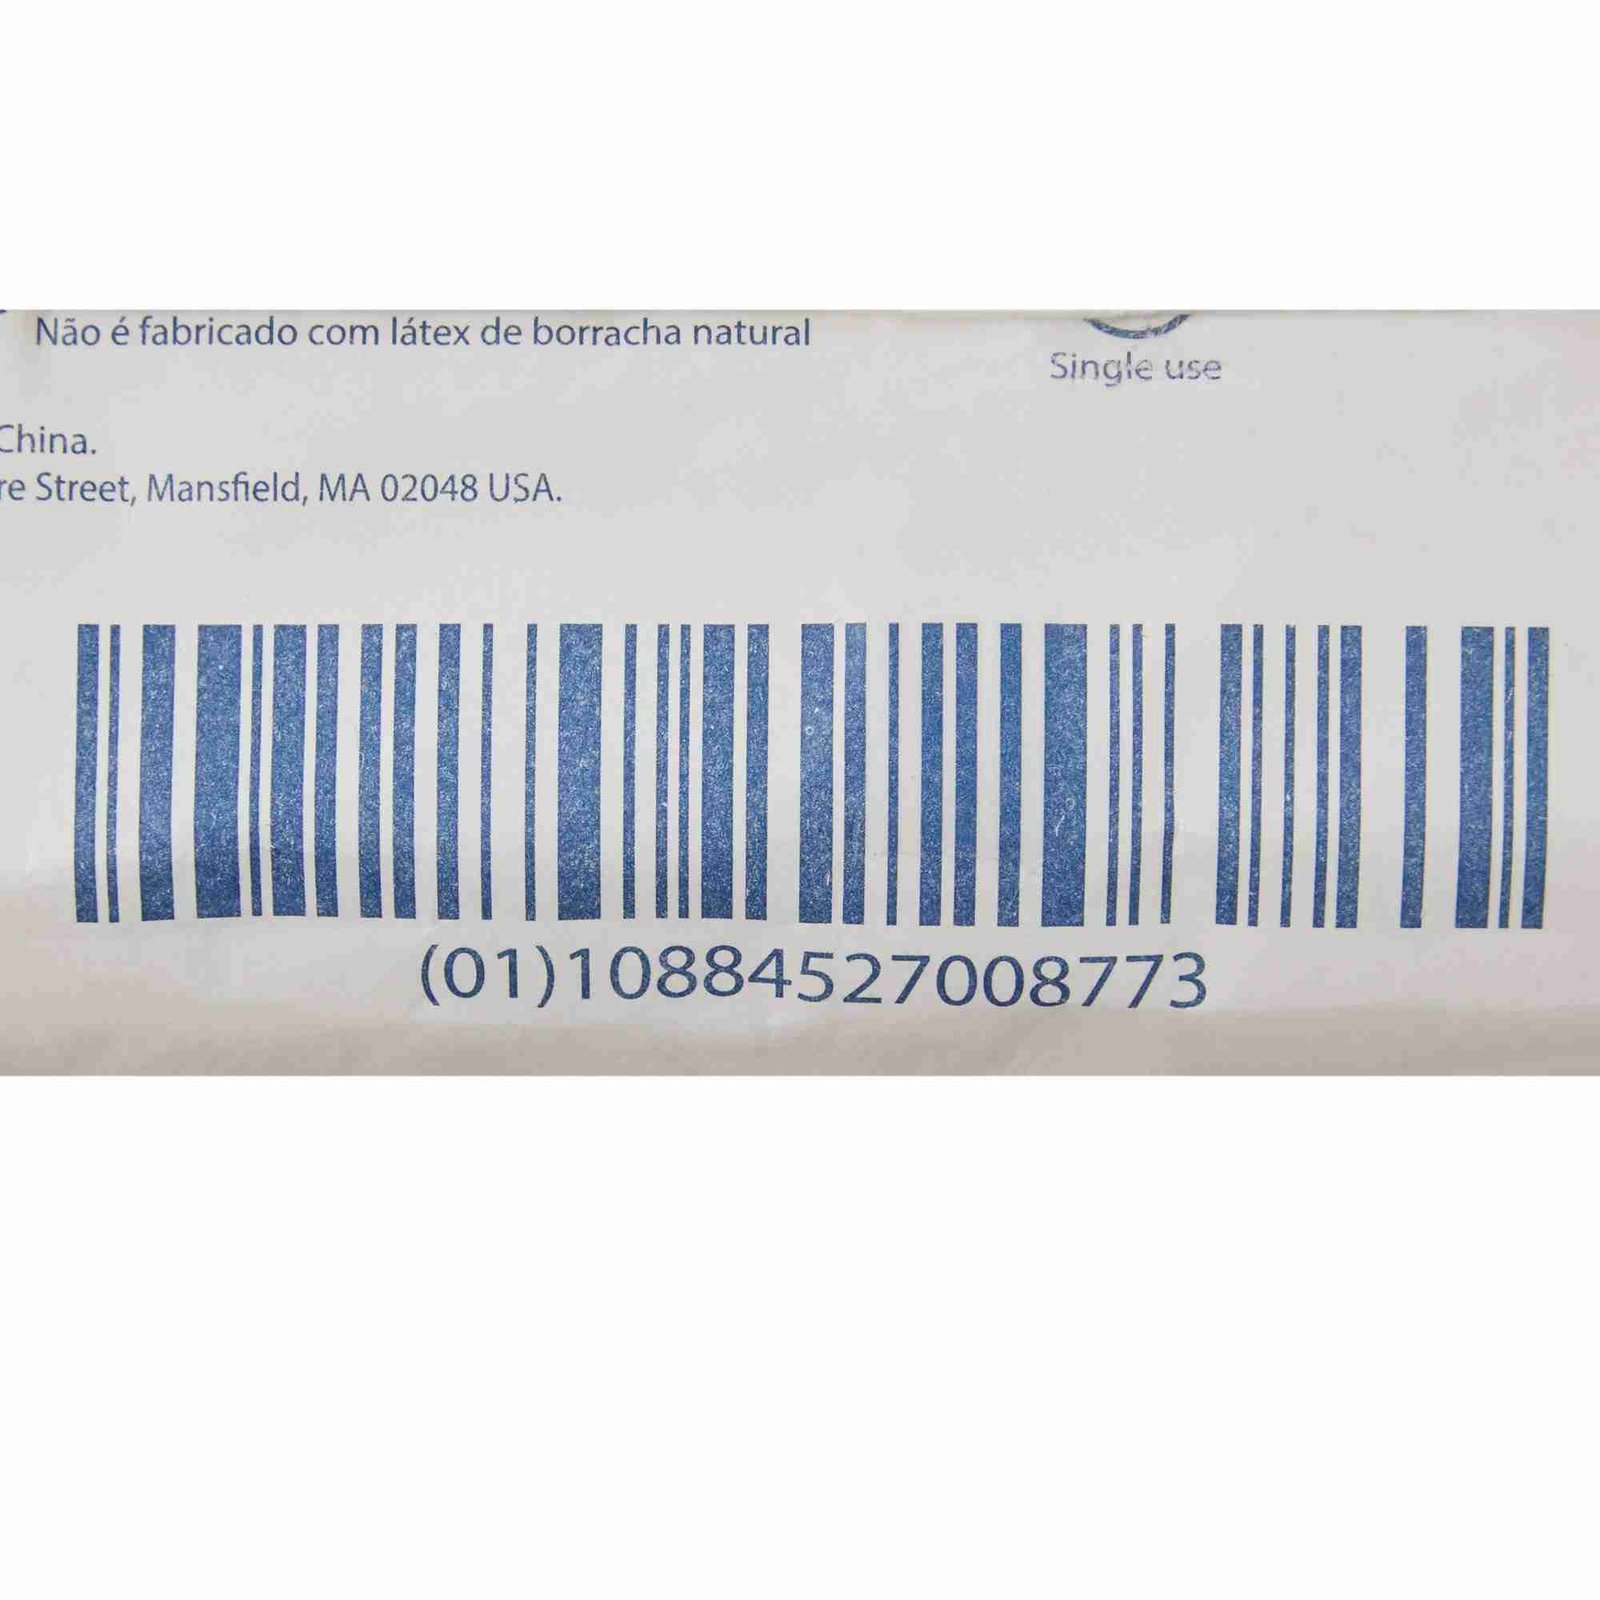 Não é fabricado com látex de borracha natural
Single use
China.
re Street, Mansfield, MA 02048 USA.
(01)10884527008773